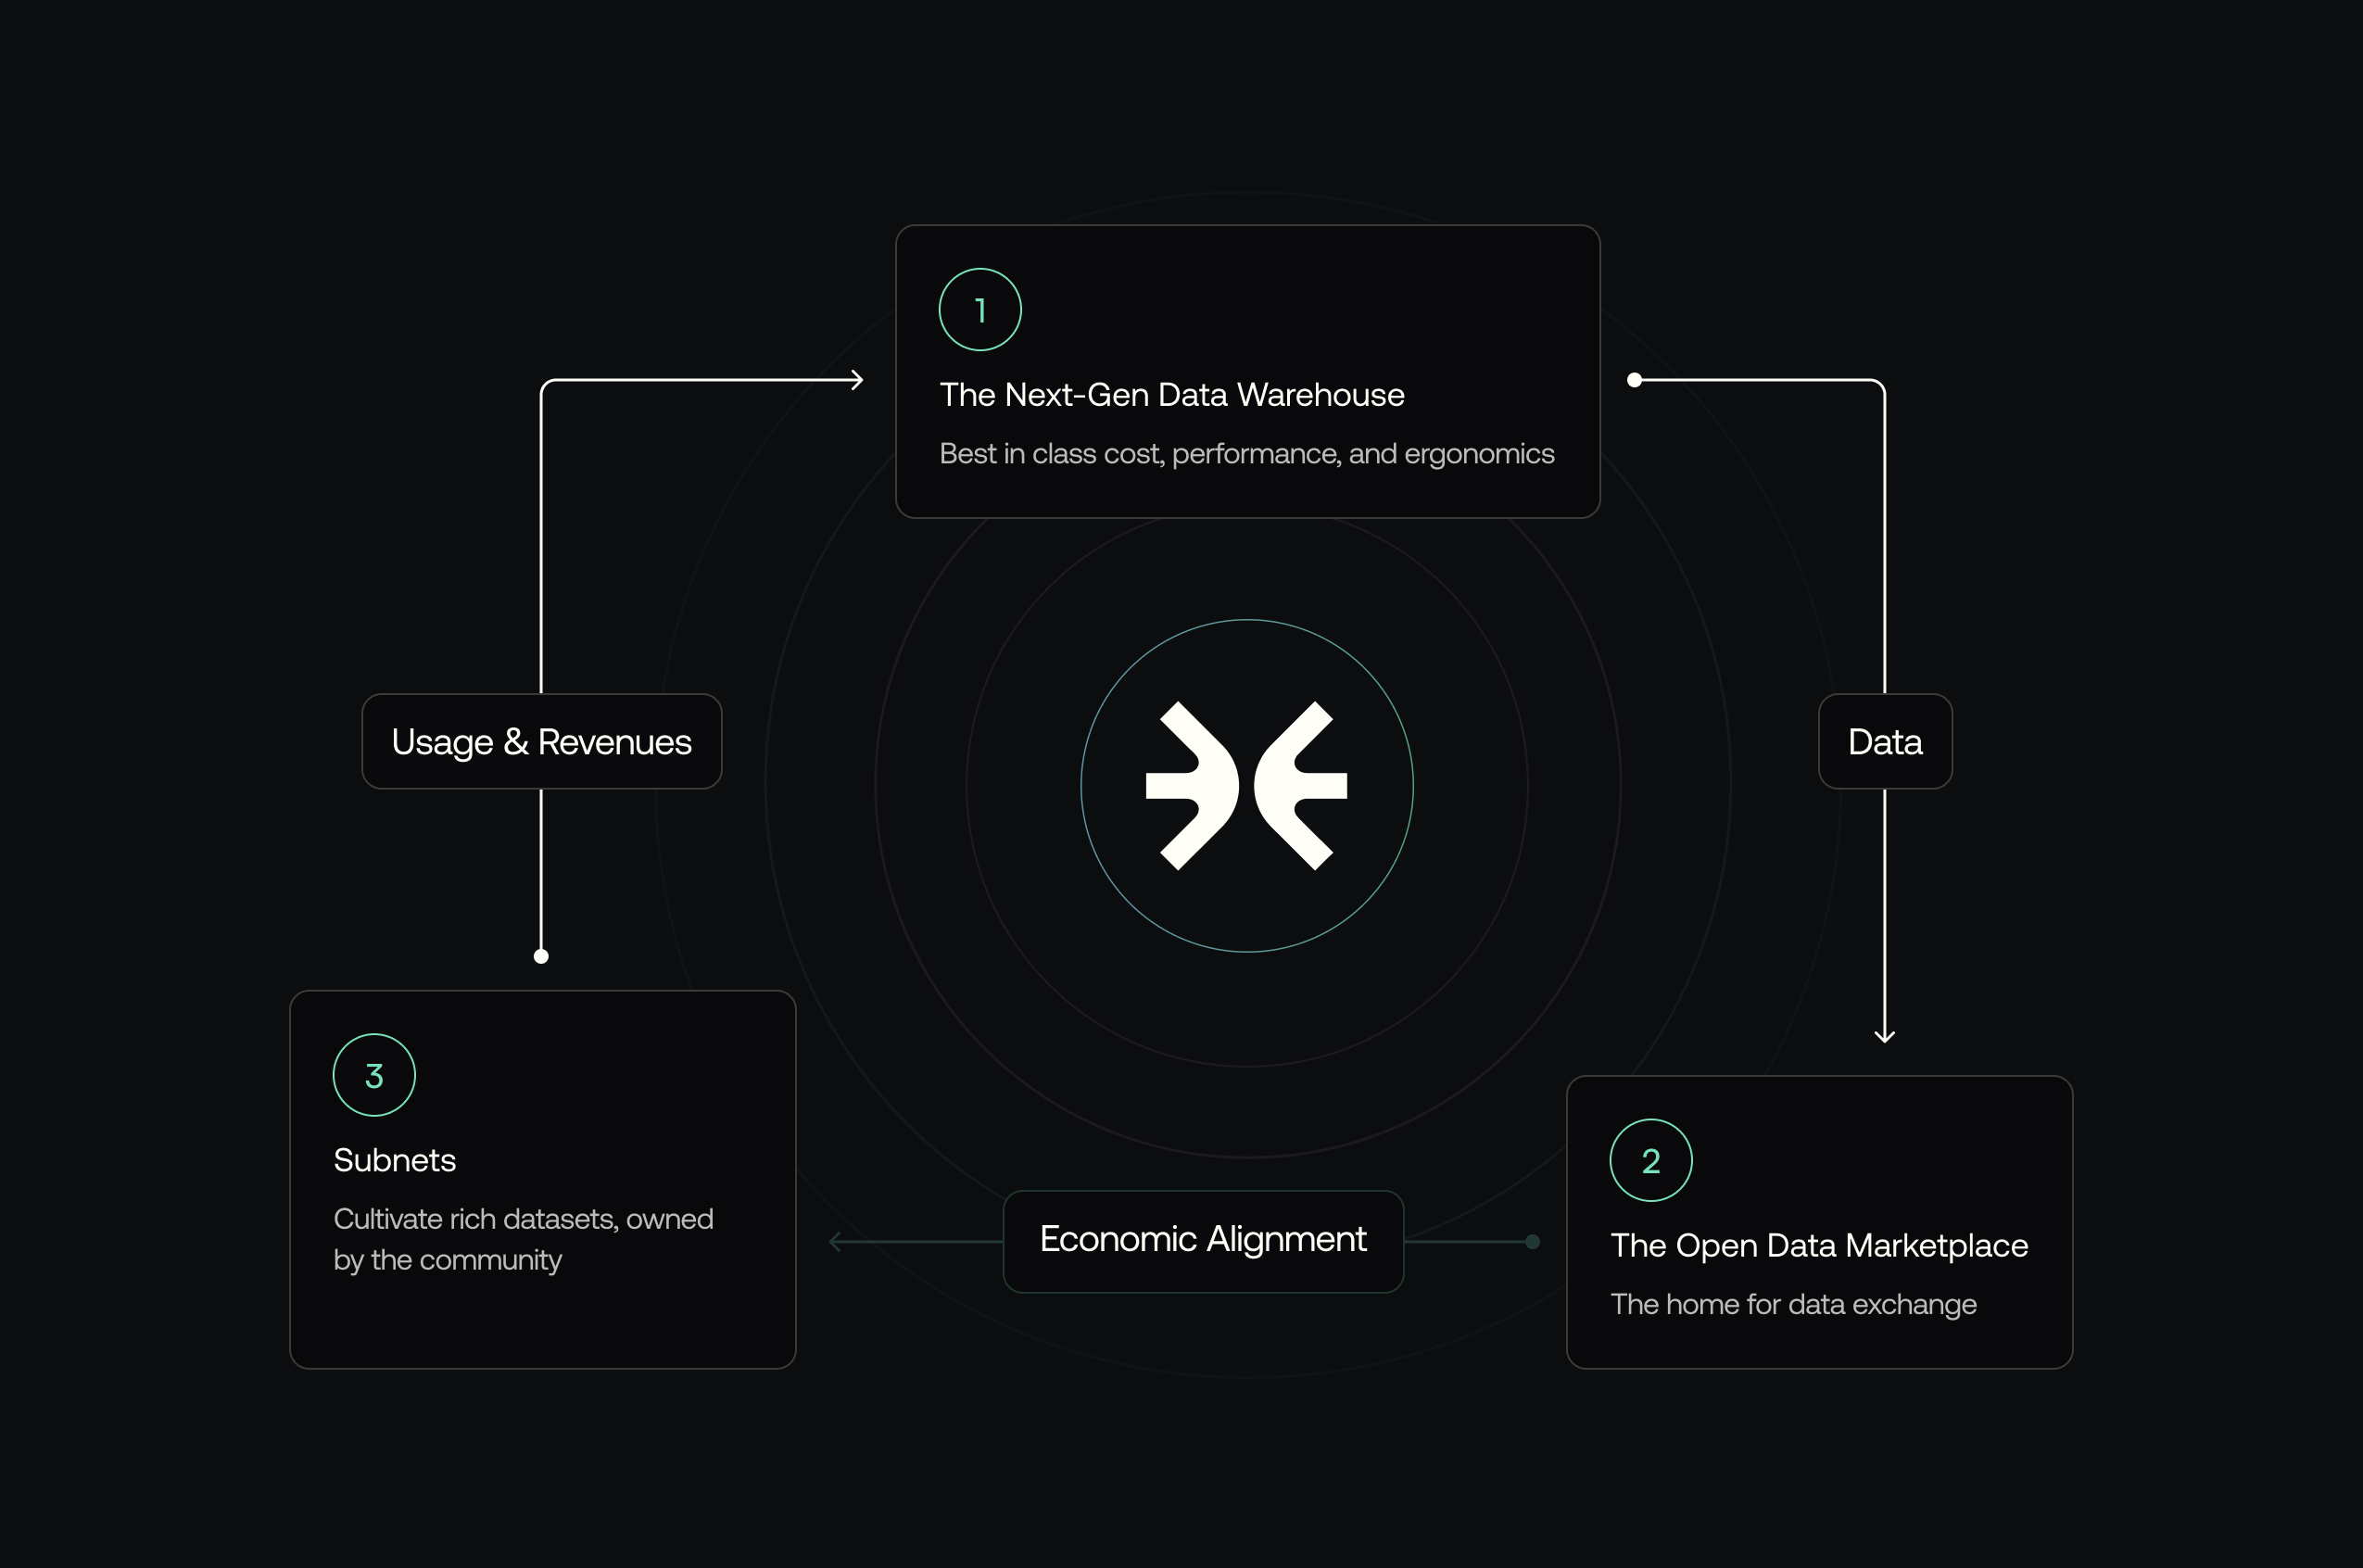 1
The Next-Gen Data Warehouse
Best in class cost, performance, and ergonomics
Usage & Revenues
Data
3
Subnets
Cultivate rich datasets, owned
by the community
Economic Alignment
2
The Open Data Marketplace
The home for data exchange